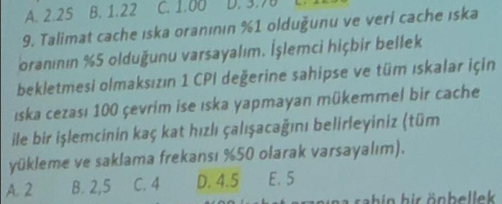 A. 2.25 B. 1.22 C. 1.00
9. Talimat cache ıska oranının %1 olduğunu ve veri cache ıska
oranının %5 olduğunu varsayalım. İşlemci hiçbir bellek
bekletmesi olmaksızın 1 CPI değerine sahipse ve tüm ıskalar için
ıska cezası 100 çevrim ise ıska yapmayan mükemmel bir cache
ile bir işlemcinin kaç kat hızlı çalışacağını belirleyiniz (tüm
yükleme ve saklama frekansı %50 olarak varsayalım).
A. 2 B. 2,5 C. 4 D. 4.5 E. 5
sahip bir önbellek